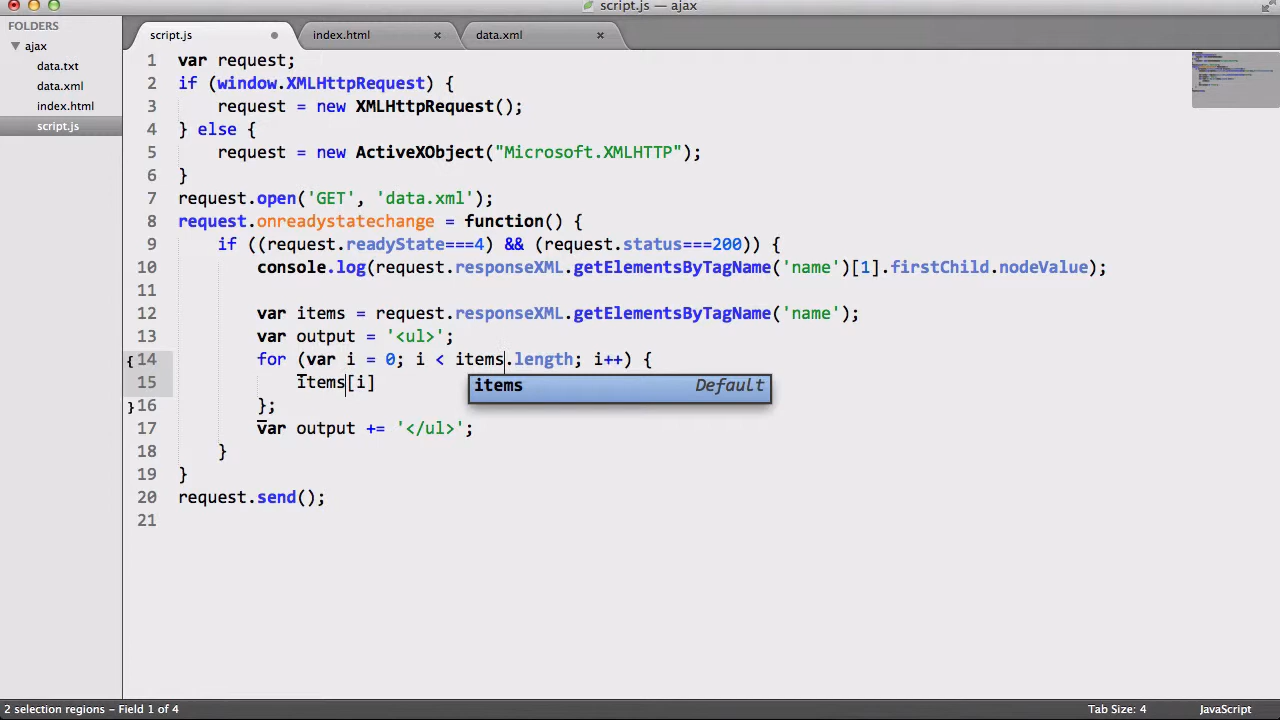 script.js — ajax
FOLDERS
ajax
data.txt
data.xml
index.html
script.js
script.js
index.html ×
data.xml ×
1 var request;
2 if (window.XMLHttpRequest) {
3     request = new XMLHttpRequest();
4 } else {
5     request = new ActiveXObject("Microsoft.XMLHTTP");
6 }
7 request.open('GET', 'data.xml');
8 request.onreadystatechange = function() {
9     if ((request.readyState===4) && (request.status===200)) {
10         console.log(request.responseXML.getElementsByTagName('name')[1].firstChild.nodeValue);
11
12         var items = request.responseXML.getElementsByTagName('name');
13         var output = '<ul>';
{14         for (var i = 0; i < items.length; i++) {
15             items[i]
items Default
}16         };
17         var output += '</ul>';
18     }
19 }
20 request.send();
21
2 selection regions – Field 1 of 4
Tab Size: 4
JavaScript